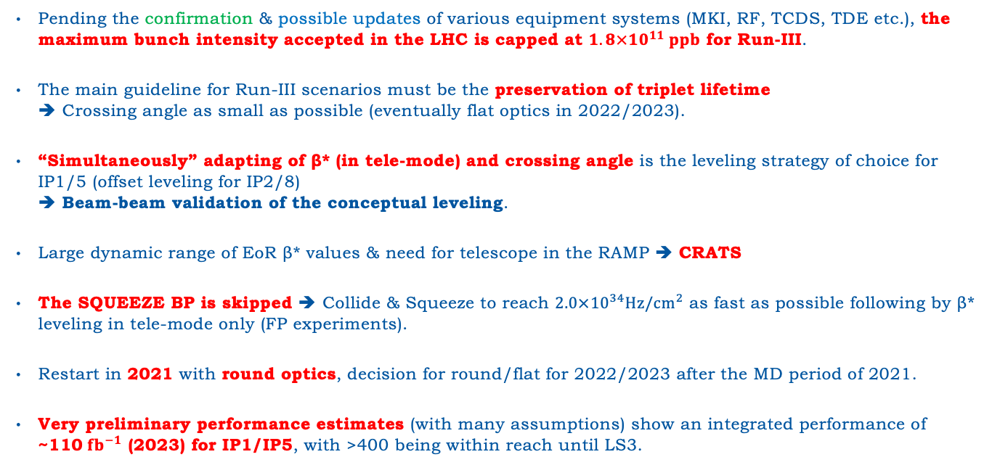 • Pending the confirmation & possible updates of various equipment systems (MKI, RF, TCDS, TDE etc.), the
maximum bunch intensity accepted in the LHC is capped at 1.8×10¹¹ ppb for Run-III.
• The main guideline for Run-III scenarios must be the preservation of triplet lifetime
➔ Crossing angle as small as possible (eventually flat optics in 2022/2023).
• “Simultaneously” adapting of β* (in tele-mode) and crossing angle is the leveling strategy of choice for
IP1/5 (offset leveling for IP2/8)
➔ Beam-beam validation of the conceptual leveling.
• Large dynamic range of EoR β* values & need for telescope in the RAMP ➔ CRATS
• The SQUEEZE BP is skipped ➔ Collide & Squeeze to reach 2.0×10³⁴Hz/cm² as fast as possible following by β*
leveling in tele-mode only (FP experiments).
• Restart in 2021 with round optics, decision for round/flat for 2022/2023 after the MD period of 2021.
• Very preliminary performance estimates (with many assumptions) show an integrated performance of
~110 fb⁻¹ (2023) for IP1/IP5, with >400 being within reach until LS3.